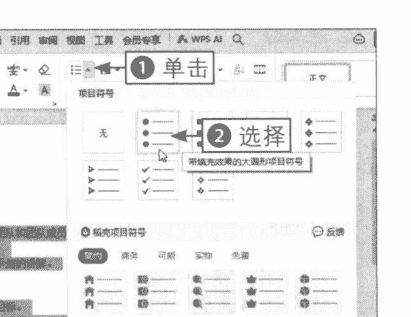 引用 审阅 视图 工具 会员专享 WPS AI
❶ 单击
正文
项目符号
无
❷ 选择
带填充效果的大圆形项目符号
稻壳项目符号 反馈
简约 商务 可爱 实物 免费